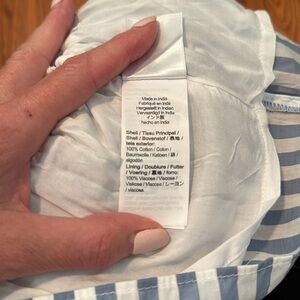 Made in India
Fabriqué en Inde
Hergestellt in Indien
Vervaardigd in India
インド製
hecho en India
Shell / Tissu Principal /
Shell / Bovenstof / 表地 /
tela exterior:
100% Cotton / Coton /
Baumwolle / Katoen / 綿 /
algodón
Lining / Doublure / Futter
/ Voering / 裏地 / forro:
100% Viscose / Viscose /
Viskose / Viscose / レーヨン
/ viscosa